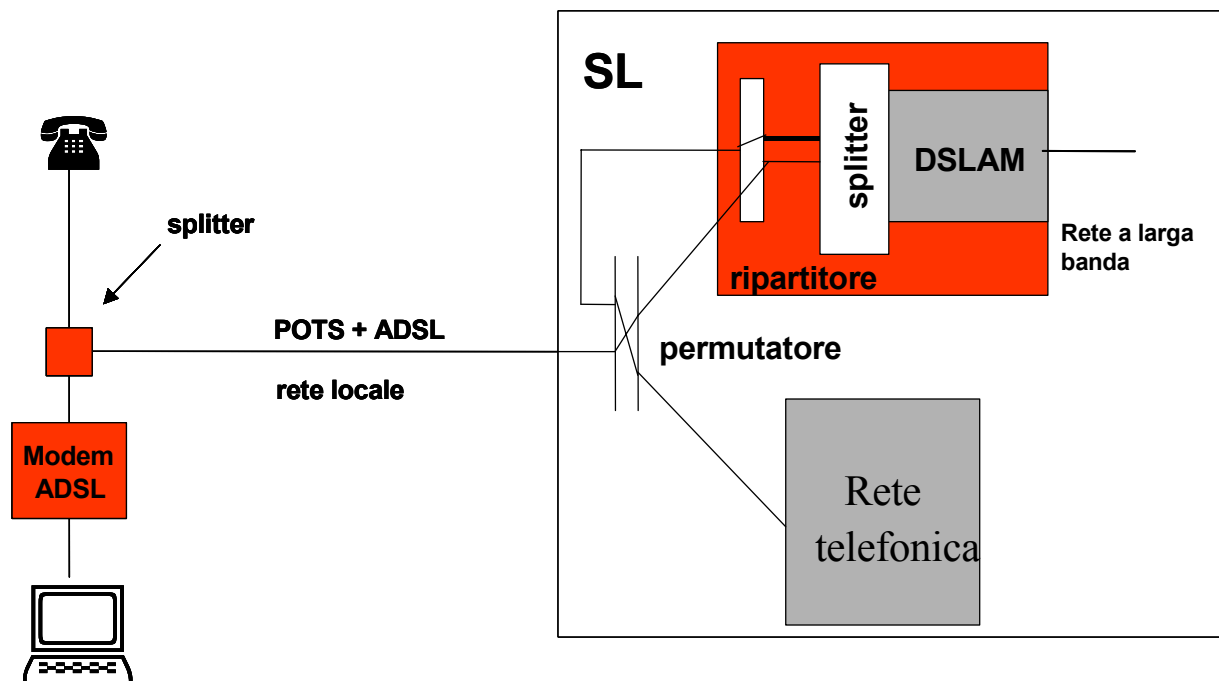 SL
splitter
DSLAM
splitter
Rete a larga
banda
ripartitore
POTS + ADSL
permutatore
rete locale
Modem
ADSL
Rete
telefonica